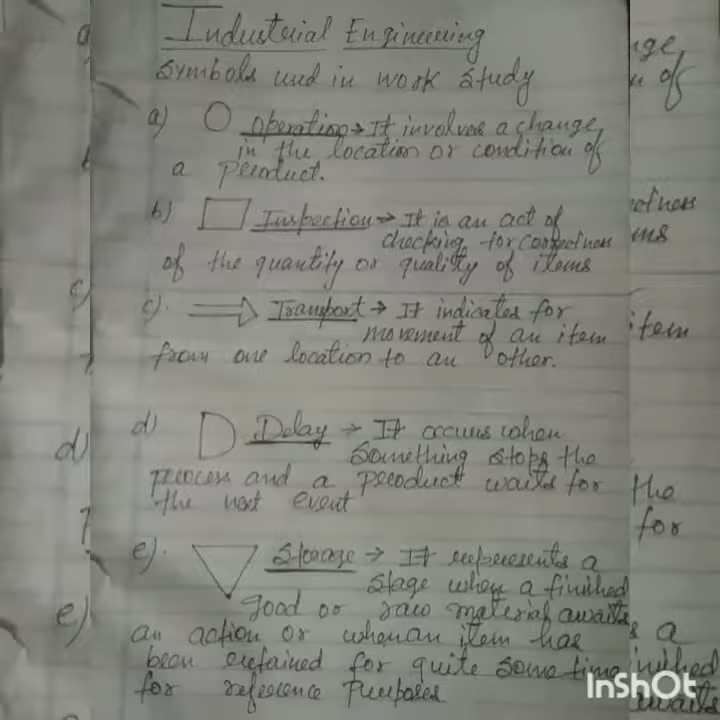 Industrial Engineering
Symbols used in work study
a) Operation → It involves a change
in the location or condition of
a product.
b) Inspection → It is an act of
checking for correctness
of the quantity or quality of items
c). Transport → It indicates for
movement of an item
from one location to an other.
d) Delay → It occurs when
something stops the
process and a product waits for
the next event
e). Storage → It represents a
stage when a finished
good or raw material awaits
an action or when an item has
been retained for quite some time
for reference purposes
InShOt